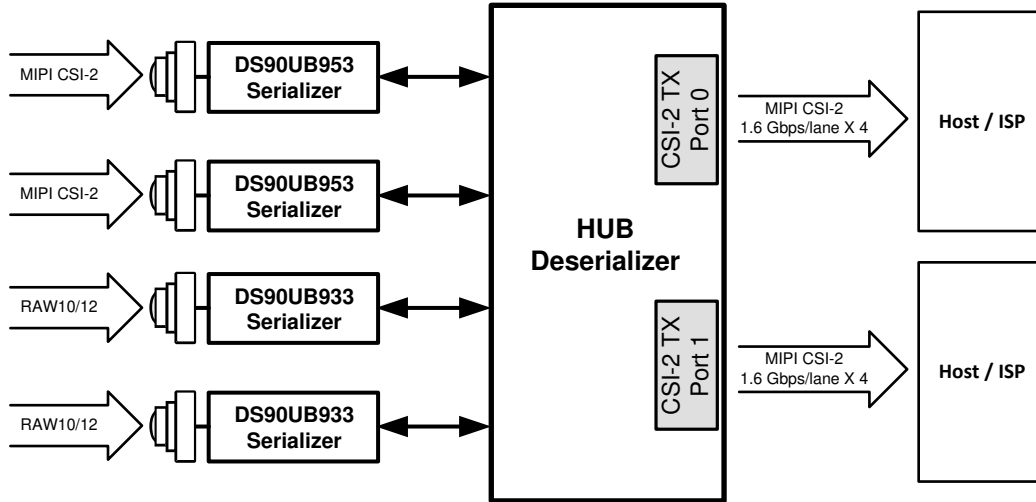 MIPI CSI-2
DS90UB953
Serializer
MIPI CSI-2
DS90UB953
Serializer
RAW10/12
DS90UB933
Serializer
RAW10/12
DS90UB933
Serializer
HUB
Deserializer
CSI-2 TX
Port 0
CSI-2 TX
Port 1
MIPI CSI-2
1.6 Gbps/lane X 4
Host / ISP
MIPI CSI-2
1.6 Gbps/lane X 4
Host / ISP